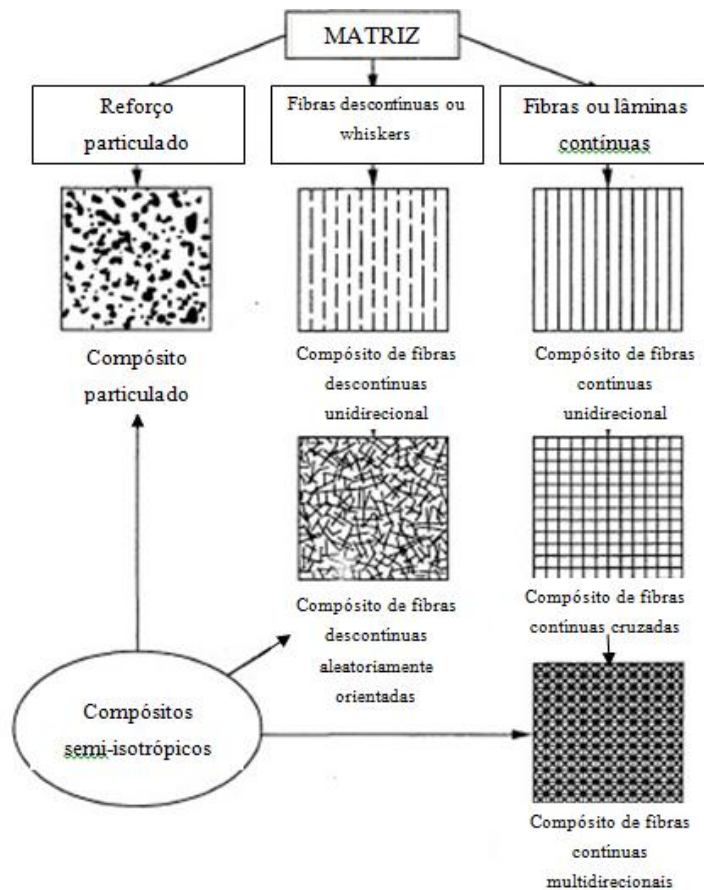 MATRIZ
Reforço
particulado
Fibras descontínuas ou
whiskers
Fibras ou lâminas
contínuas
Compósito
particulado
Compósito de fibras
descontínuas
unidirecional
Compósito de fibras
contínuas
unidirecional
Compósito de fibras
descontínuas
aleatoriamente
orientadas
Compósito de fibras
contínuas cruzadas
Compósitos
semi-isotrópicos
Compósito de fibras
contínuas
multidirecionais